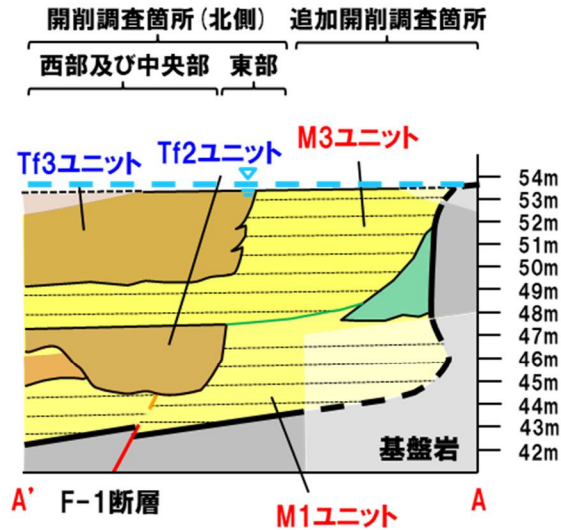 開削調査箇所（北側）
追加開削調査箇所
西部及び中央部
東部
Tf3ユニット
Tf2ユニット
M3ユニット
54m
53m
52m
51m
50m
49m
48m
47m
46m
45m
44m
43m
42m
基盤岩
A'
F-1断層
M1ユニット
A